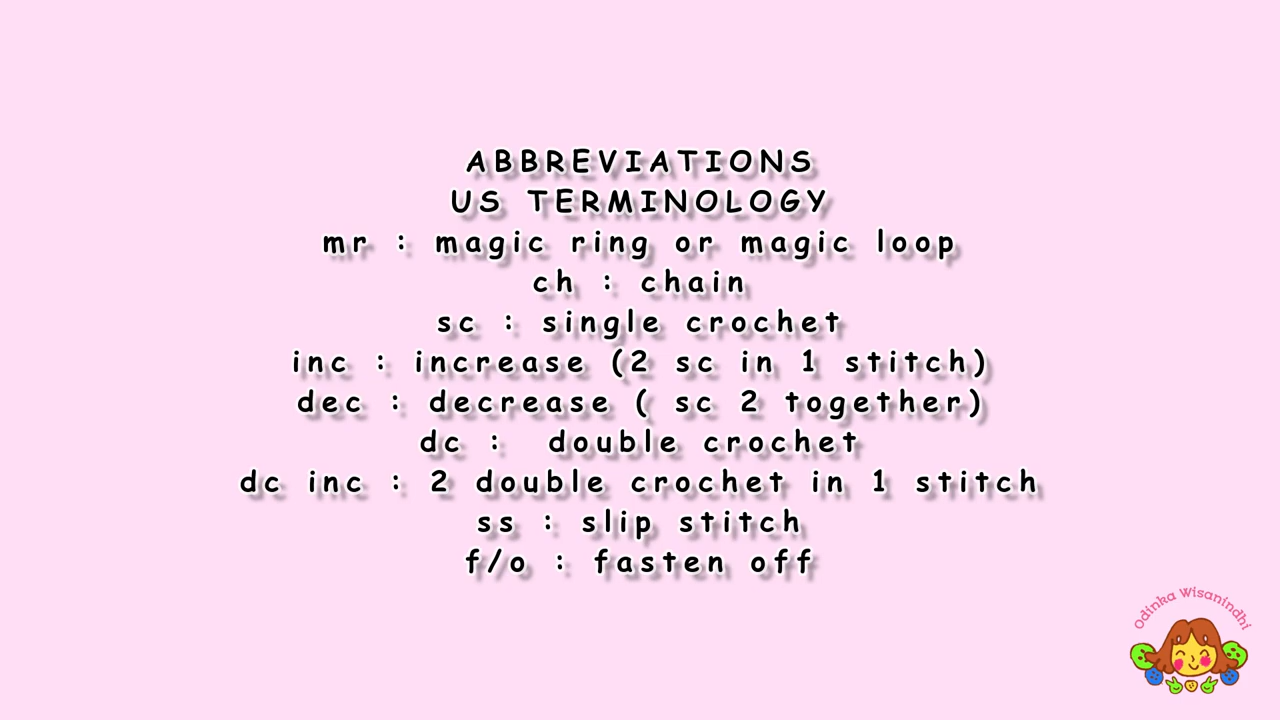 ABBREVIATIONS
US TERMINOLOGY
mr : magic ring or magic loop
ch : chain
sc : single crochet
inc : increase (2 sc in 1 stitch)
dec : decrease ( sc 2 together)
dc :  double crochet
dc inc : 2 double crochet in 1 stitch
ss : slip stitch
f/o : fasten off
Odinka Wisanindhi